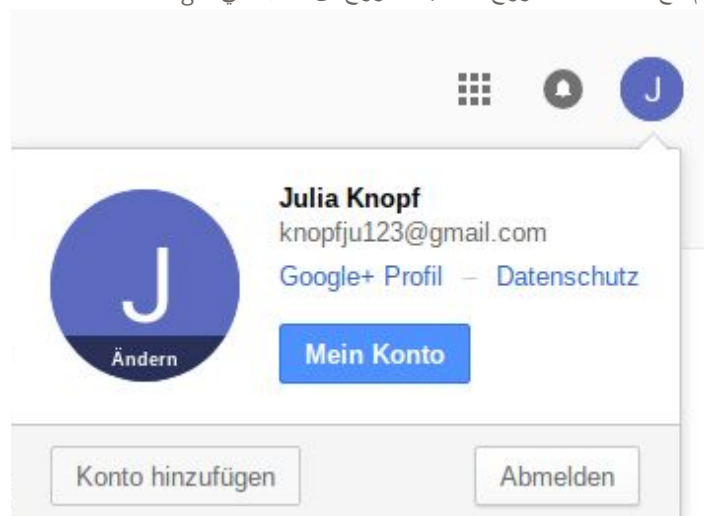 J
Julia Knopf
knopfju123@gmail.com
Google+ Profil – Datenschutz
J
Ändern
Mein Konto
Konto hinzufügen
Abmelden